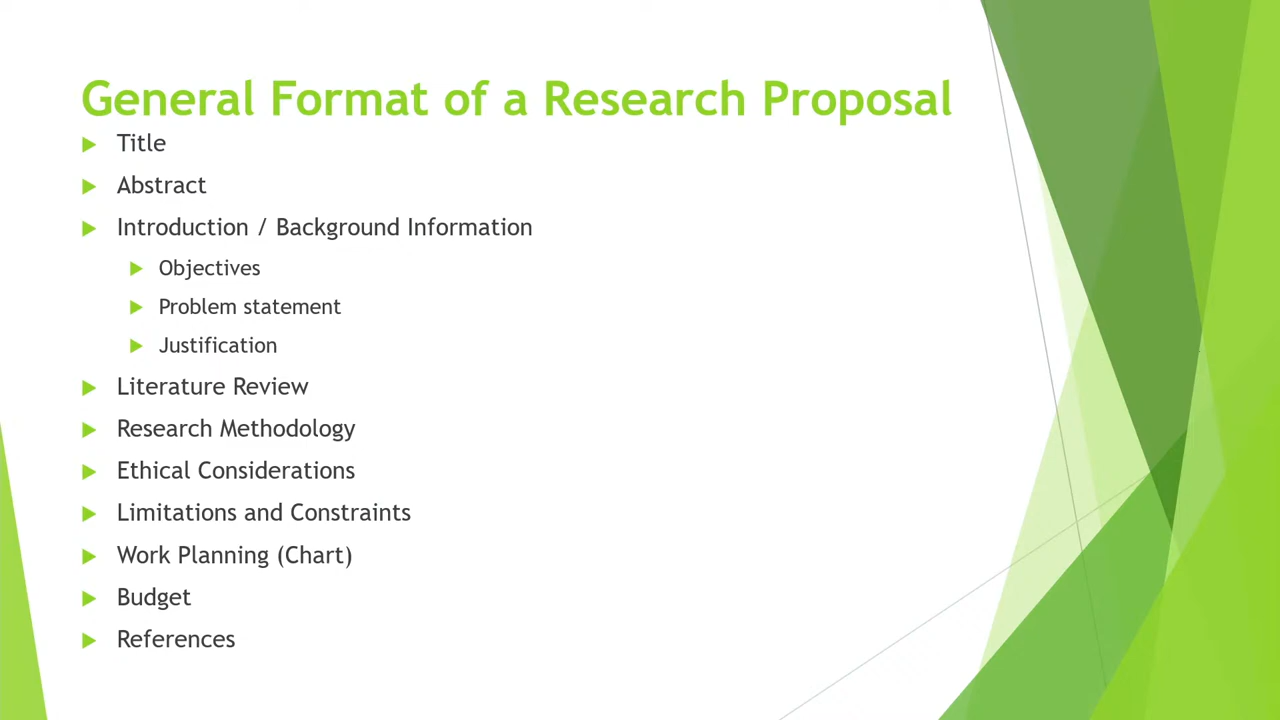 General Format of a Research Proposal
Title
Abstract
Introduction / Background Information
Objectives
Problem statement
Justification
Literature Review
Research Methodology
Ethical Considerations
Limitations and Constraints
Work Planning (Chart)
Budget
References